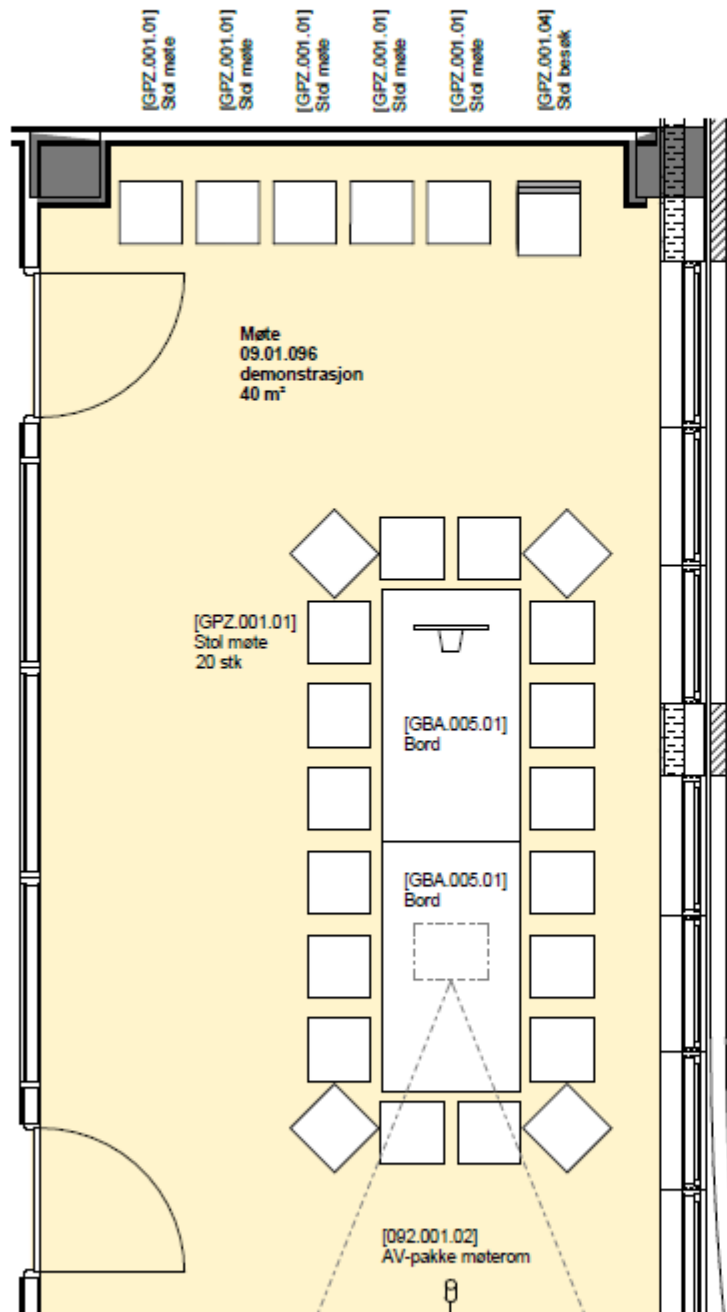 [GPZ.001.01]
Stol møte
[GPZ.001.01]
Stol møte
[GPZ.001.01]
Stol møte
[GPZ.001.01]
Stol møte
[GPZ.001.01]
Stol møte
[GPZ.001.04]
Stol besøk
Møte
09.01.096
demonstrasjon
40 m²
[GPZ.001.01]
Stol møte
20 stk
[GBA.005.01]
Bord
[GBA.005.01]
Bord
[092.001.02]
AV-pakke møterom